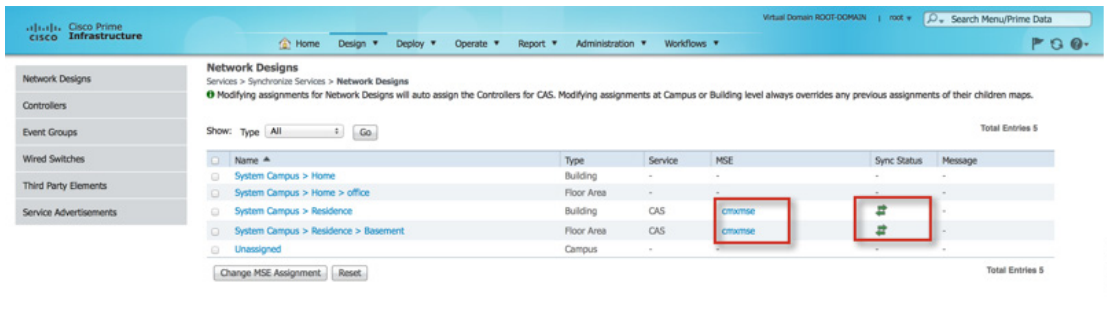 Virtual Domain ROOT-DOMAIN | root Search Menu/Prime Data
cisco Cisco Prime Infrastructure
Home Design Deploy Operate Report Administration Workflows
Network Designs
Controllers
Event Groups
Wired Switches
Third Party Elements
Service Advertisements
Network Designs
Services > Synchronize Services > Network Designs
Modifying assignments for Network Designs will auto assign the Controllers for CAS. Modifying assignments at Campus or Building level always overrides any previous assignments of their children maps.
Show: Type All Go Total Entries 5
Name Type Service MSE Sync Status Message
System Campus > Home Building - - - -
System Campus > Home > office Floor Area - - - -
System Campus > Residence Building CAS cmxmse -
System Campus > Residence > Basement Floor Area CAS cmxmse -
Unassigned Campus - - - -
Change MSE Assignment Reset Total Entries 5